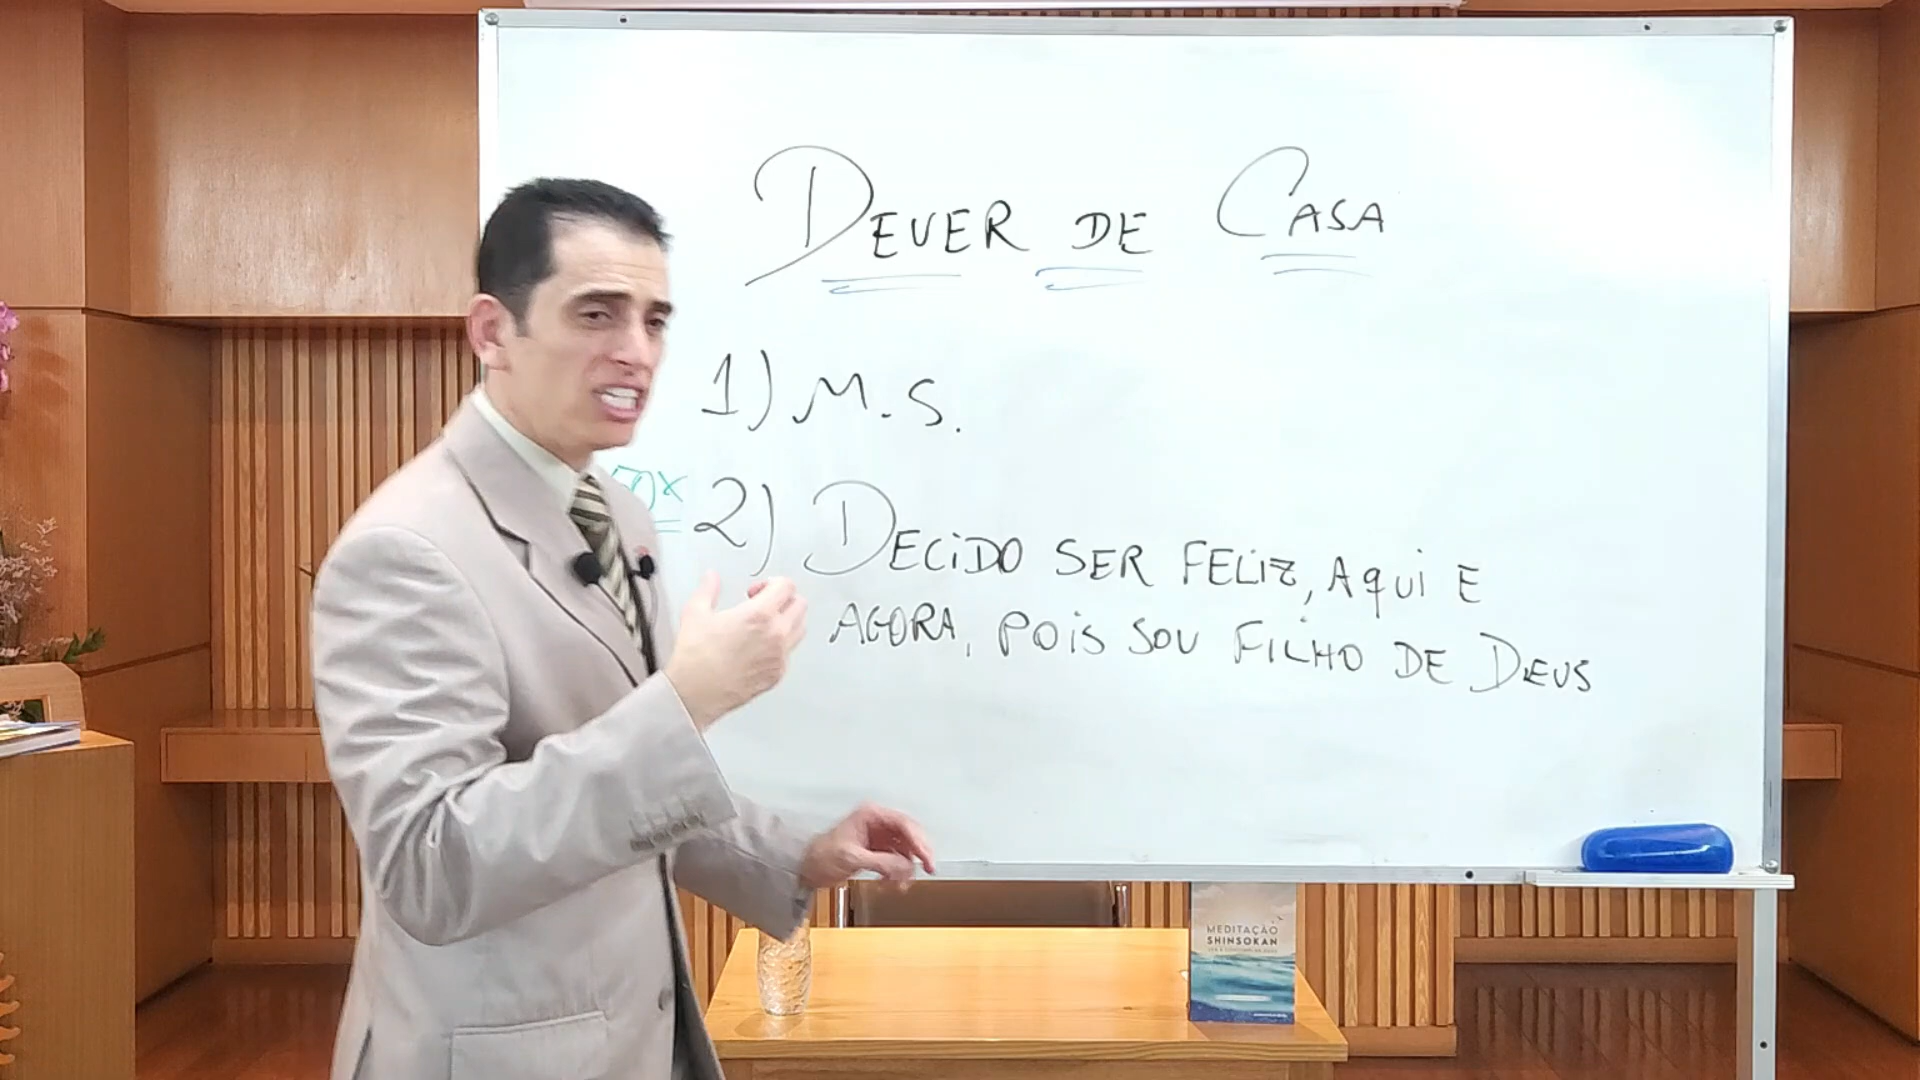 DEVER DE CASA
1) M.S.
2) DECIDO SER FELIZ, AQUI E
AGORA, POIS SOU FILHO DE DEUS
MEDITAÇÃO
SHINSOKAN